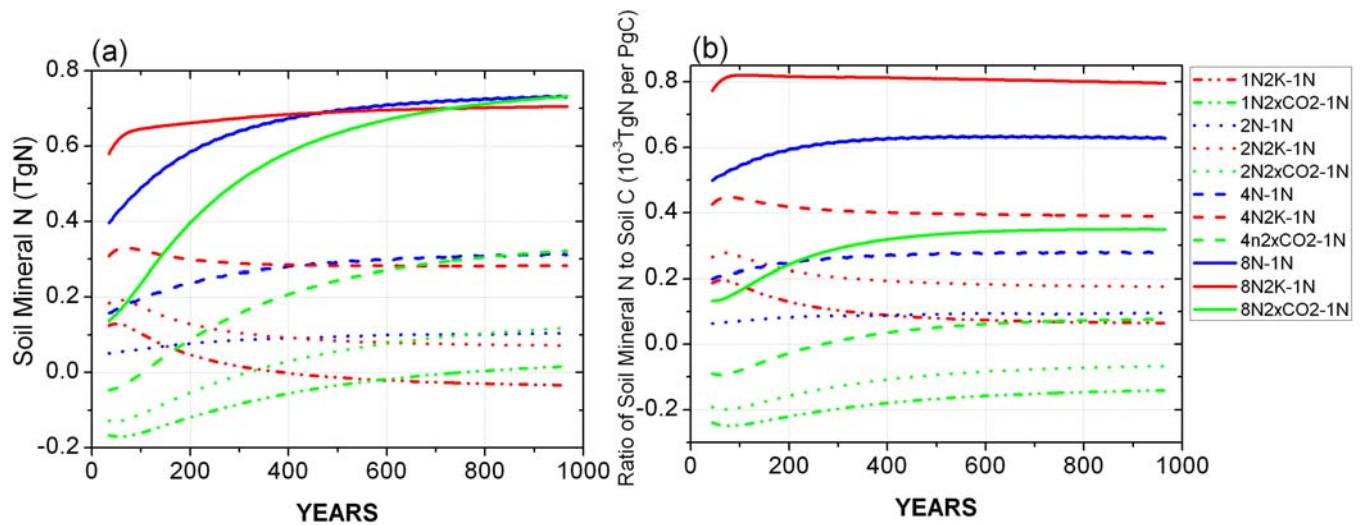 (a)
Soil Mineral N (TgN)
0.8
0.6
0.4
0.2
0.0
-0.2
0 200 400 600 800 1000
YEARS
(b)
Ratio of Soil Mineral N to Soil C (10⁻³TgN per PgC)
0.8
0.6
0.4
0.2
0.0
-0.2
0 200 400 600 800 1000
YEARS
1N2K-1N
1N2xCO2-1N
2N-1N
2N2K-1N
2N2xCO2-1N
4N-1N
4N2K-1N
4n2xCO2-1N
8N-1N
8N2K-1N
8N2xCO2-1N